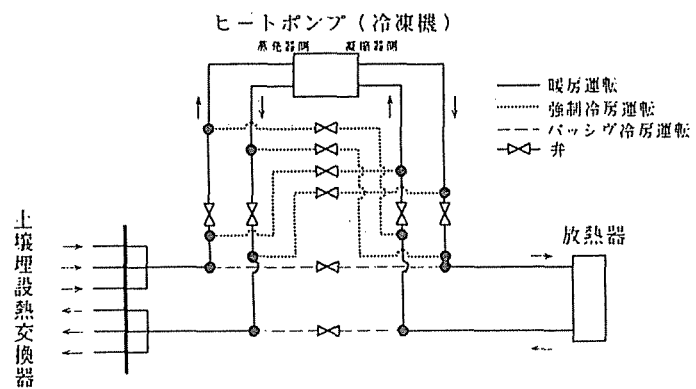 ヒートポンプ（冷凍機）
蒸発器側　凝縮器側
暖房運転
強制冷房運転
パッシヴ冷房運転
弁
土壌埋設熱交換器
放熱器